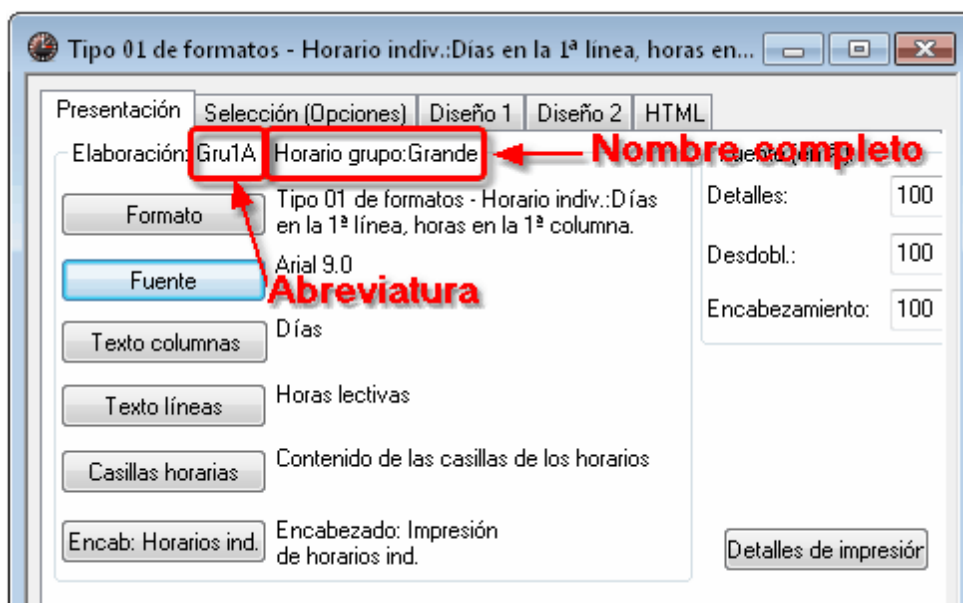 Tipo 01 de formatos - Horario indiv.:Días en la 1ª línea, horas en...
Presentación Selección (Opciones) Diseño 1 Diseño 2 HTML
Elaboración: Gru1A Horario grupo:Grande Nombre completo
Formato
Tipo 01 de formatos - Horario indiv.:Días
en la 1ª línea, horas en la 1ª columna.
Detalles: 100
Fuente
Arial 9.0
Abreviatura
Desdobl.: 100
Encabezamiento: 100
Texto columnas
Días
Texto líneas
Horas lectivas
Casillas horarias
Contenido de las casillas de los horarios
Encab: Horarios ind.
Encabezado: Impresión
de horarios ind.
Detalles de impresión